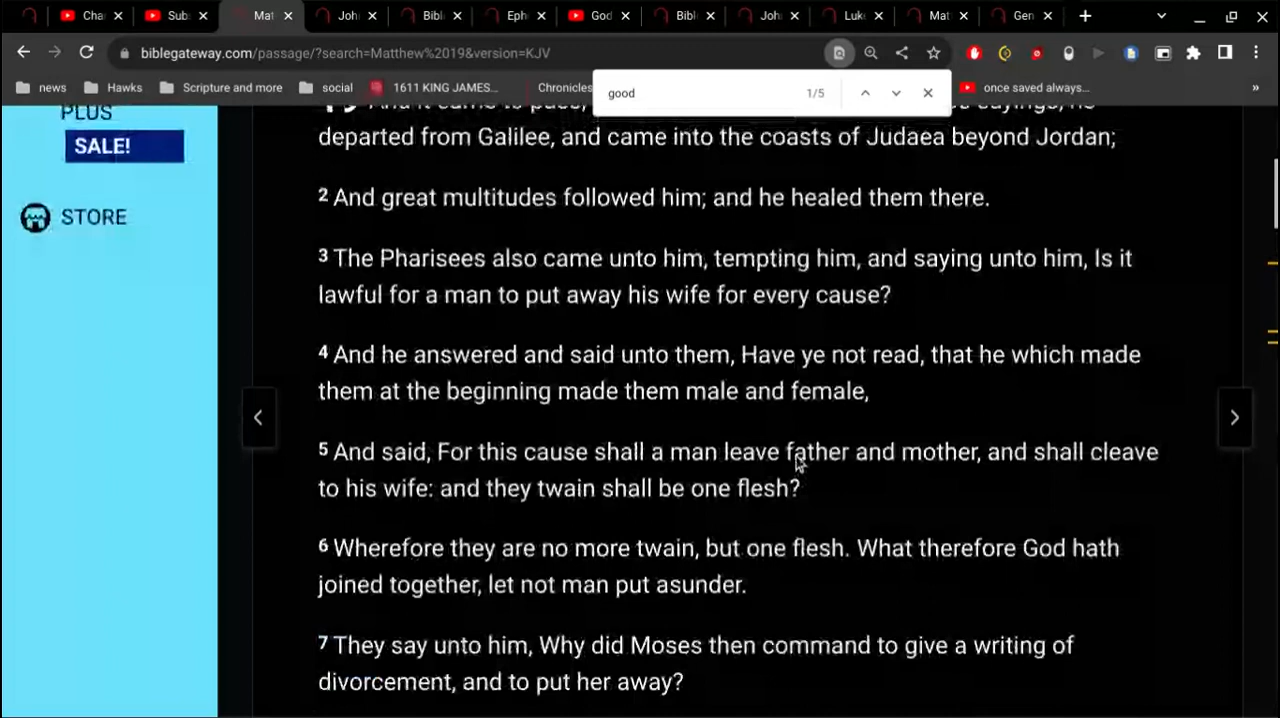 Cha
Sub
Mat
Joh
Bibl
Eph
God
Bibl
Joh
Luk
Mat
Gen
biblegateway.com/passage/?search=Matthew%2019&version=KJV
news
Hawks
Scripture and more
social
1611 KING JAMES...
Chronicles
once saved always...
»
good
1/5
PLUS
SALE!
STORE
And it came to pass, sayings, he
departed from Galilee, and came into the coasts of Judaea beyond Jordan;
2 And great multitudes followed him; and he healed them there.
3 The Pharisees also came unto him, tempting him, and saying unto him, Is it
lawful for a man to put away his wife for every cause?
4 And he answered and said unto them, Have ye not read, that he which made
them at the beginning made them male and female,
5 And said, For this cause shall a man leave father and mother, and shall cleave
to his wife: and they twain shall be one flesh?
6 Wherefore they are no more twain, but one flesh. What therefore God hath
joined together, let not man put asunder.
7 They say unto him, Why did Moses then command to give a writing of
divorcement, and to put her away?